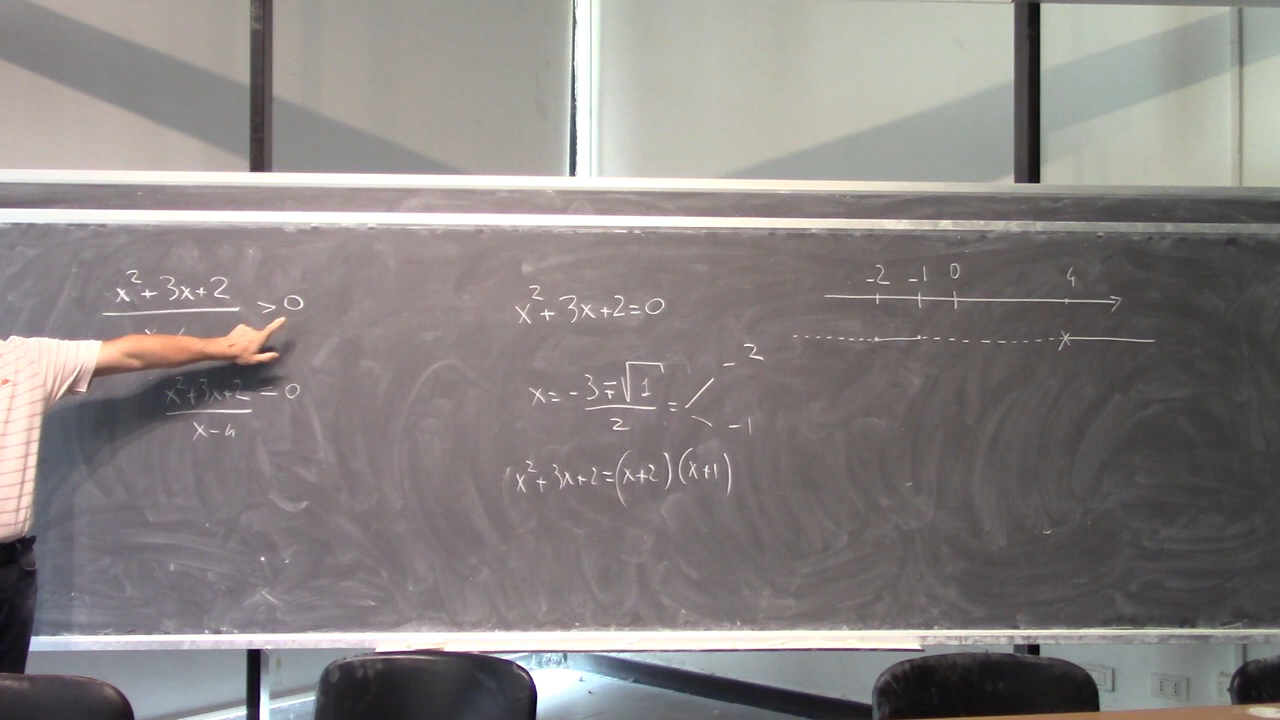 x² + 3x + 2 > 0
x² + 3x + 2 = 0
x - 4
x² + 3x + 2 = 0
x = -3 ∓ √1 = -2
2 -1
x² + 3x + 2 = (x+2)(x+1)
-2 -1 0 4